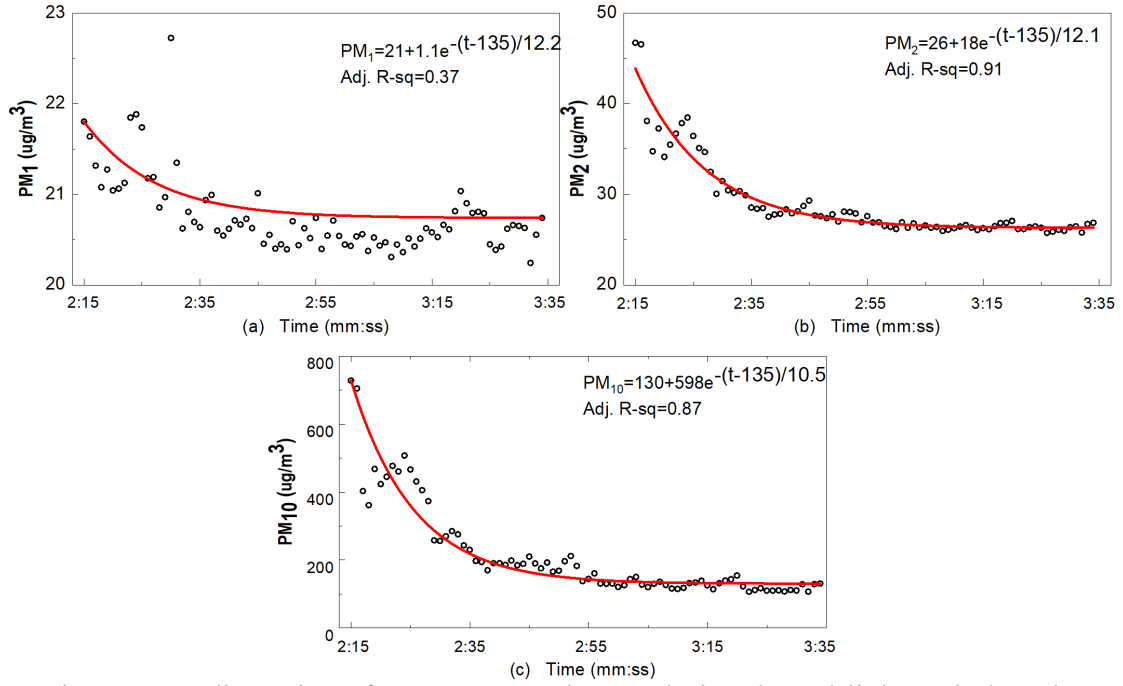 23
22
21
20
PM1 (ug/m3)
PM1=21+1.1e-(t-135)/12.2
Adj. R-sq=0.37
2:15 2:35 2:55 3:15 3:35
(a) Time (mm:ss)
50
40
30
20
PM2 (ug/m3)
PM2=26+18e-(t-135)/12.1
Adj. R-sq=0.91
2:15 2:35 2:55 3:15 3:35
(b) Time (mm:ss)
800
600
400
200
0
PM10 (ug/m3)
PM10=130+598e-(t-135)/10.5
Adj. R-sq=0.87
2:15 2:35 2:55 3:15 3:35
(c) Time (mm:ss)